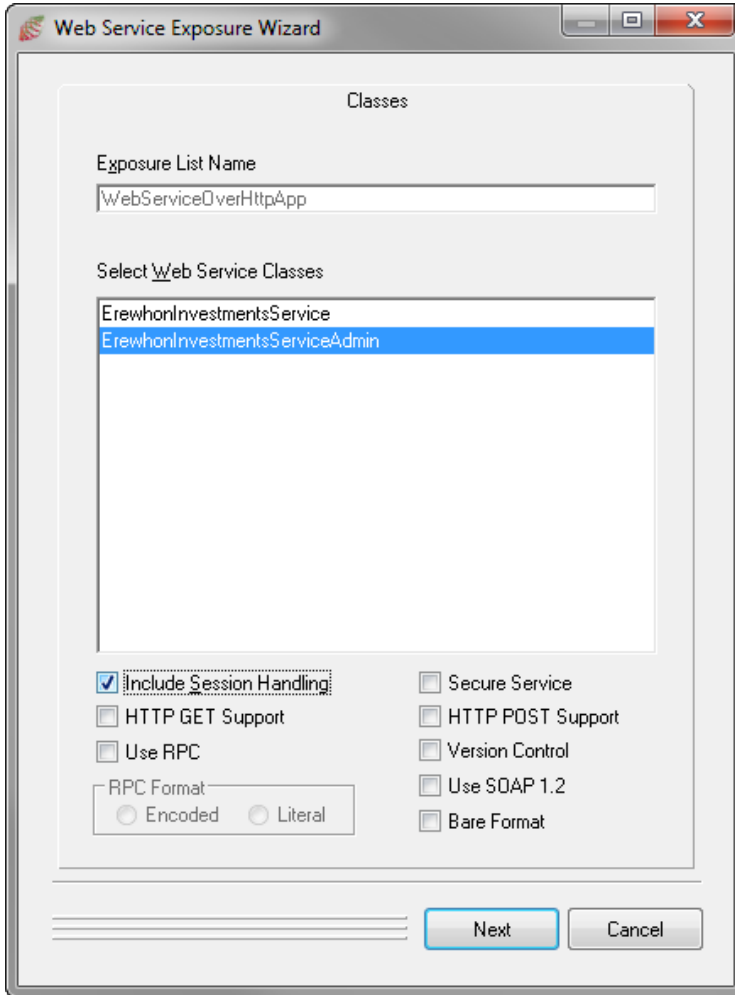 Web Service Exposure Wizard
Classes
Exposure List Name
WebServiceOverHttpApp
Select Web Service Classes
ErewhonInvestmentsService
ErewhonInvestmentsServiceAdmin
Include Session Handling
Secure Service
HTTP GET Support
HTTP POST Support
Use RPC
Version Control
RPC Format
Use SOAP 1.2
Encoded
Literal
Bare Format
Next
Cancel